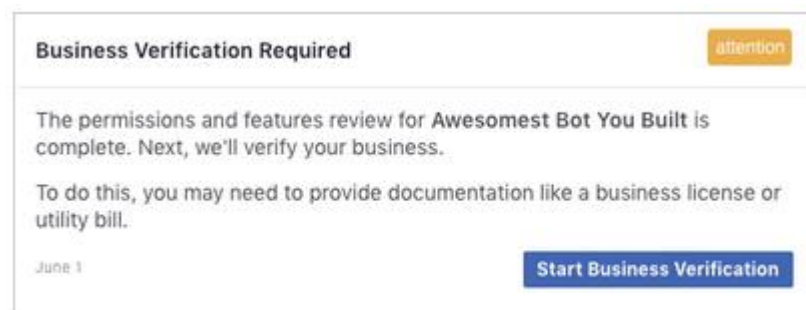 Business Verification Required
attention
The permissions and features review for Awesomest Bot You Built is
complete. Next, we'll verify your business.
To do this, you may need to provide documentation like a business license or
utility bill.
June 1
Start Business Verification